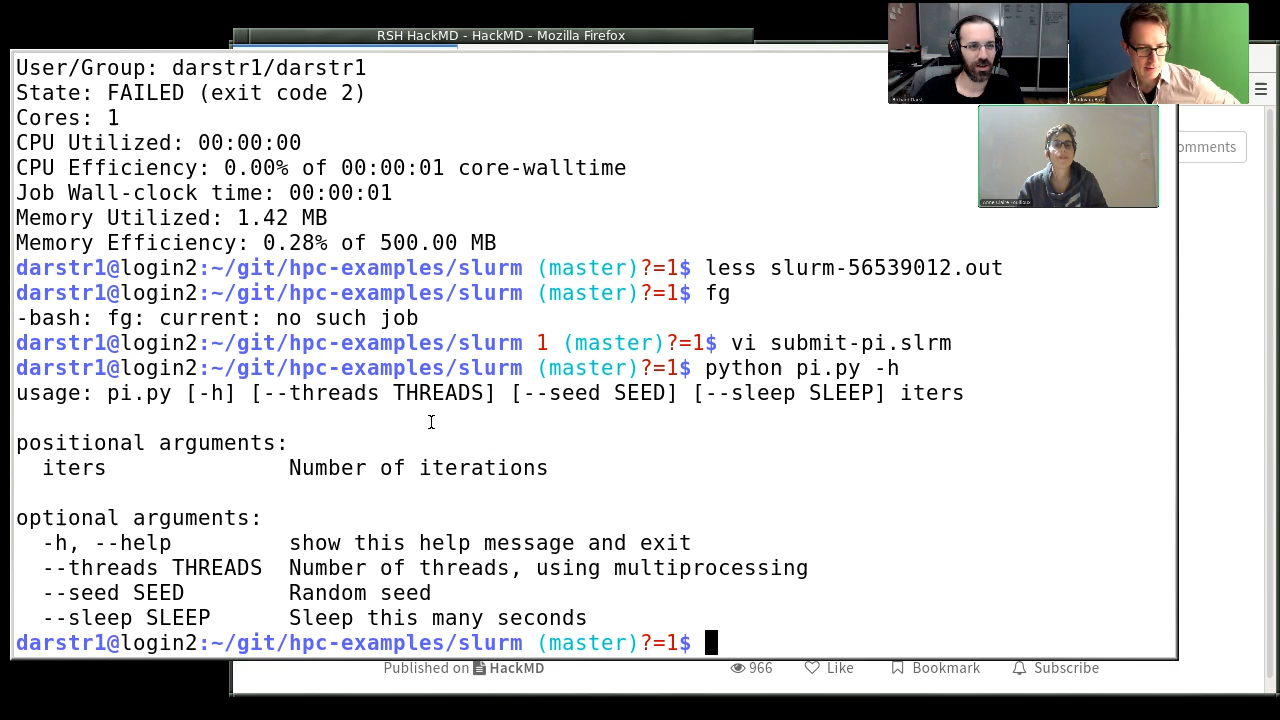 RSH HackMD - HackMD - Mozilla Firefox
User/Group: darstr1/darstr1
State: FAILED (exit code 2)
Cores: 1
CPU Utilized: 00:00:00
CPU Efficiency: 0.00% of 00:00:01 core-walltime
Job Wall-clock time: 00:00:01
Memory Utilized: 1.42 MB
Memory Efficiency: 0.28% of 500.00 MB
darstr1@login2:~/git/hpc-examples/slurm (master)?=1$ less slurm-56539012.out
darstr1@login2:~/git/hpc-examples/slurm (master)?=1$ fg
-bash: fg: current: no such job
darstr1@login2:~/git/hpc-examples/slurm 1 (master)?=1$ vi submit-pi.slrm
darstr1@login2:~/git/hpc-examples/slurm (master)?=1$ python pi.py -h
usage: pi.py [-h] [--threads THREADS] [--seed SEED] [--sleep SLEEP] iters
positional arguments:
iters Number of iterations
optional arguments:
-h, --help show this help message and exit
--threads THREADS Number of threads, using multiprocessing
--seed SEED Random seed
--sleep SLEEP Sleep this many seconds
darstr1@login2:~/git/hpc-examples/slurm (master)?=1$
omments
Published on HackMD 966 Like Bookmark Subscribe